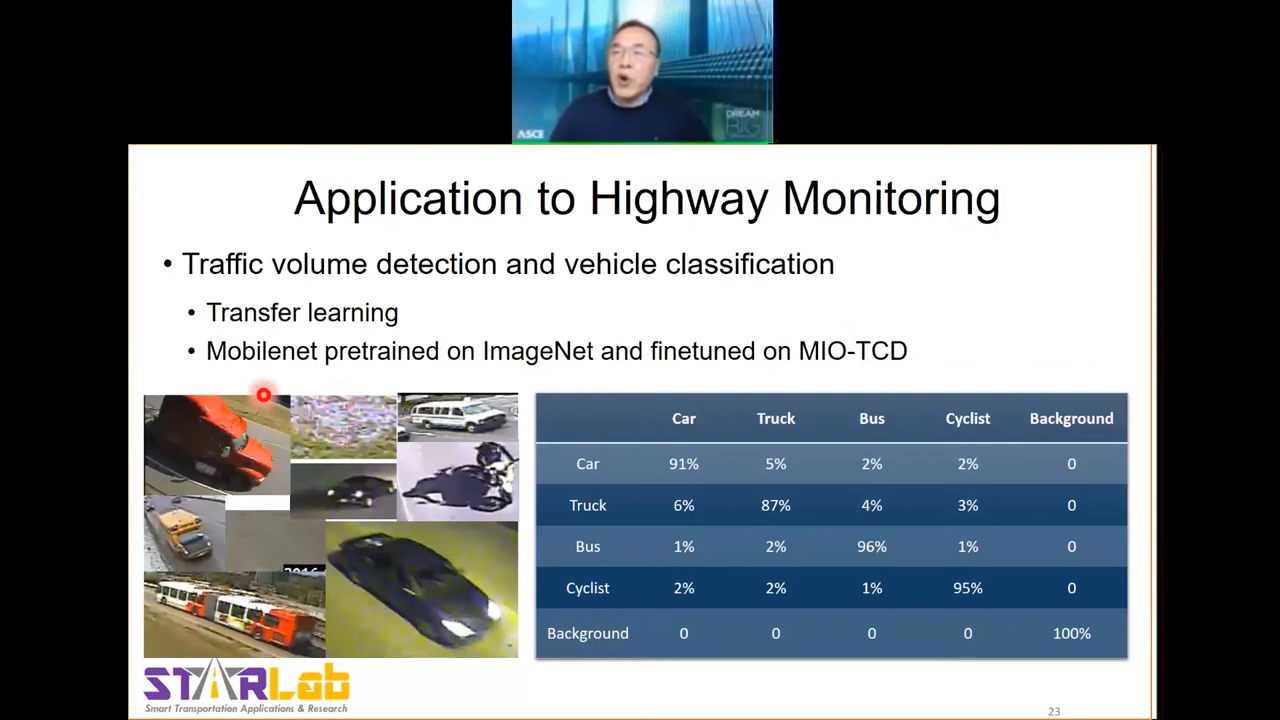 ASCE
DREAM
BIG
Application to Highway Monitoring
• Traffic volume detection and vehicle classification
• Transfer learning
• Mobilenet pretrained on ImageNet and finetuned on MIO-TCD
Car Truck Bus Cyclist Background
Car 91% 5% 2% 2% 0
Truck 6% 87% 4% 3% 0
Bus 1% 2% 96% 1% 0
Cyclist 2% 2% 1% 95% 0
Background 0 0 0 0 100%
STARLab
Smart Transportation Applications & Research
23